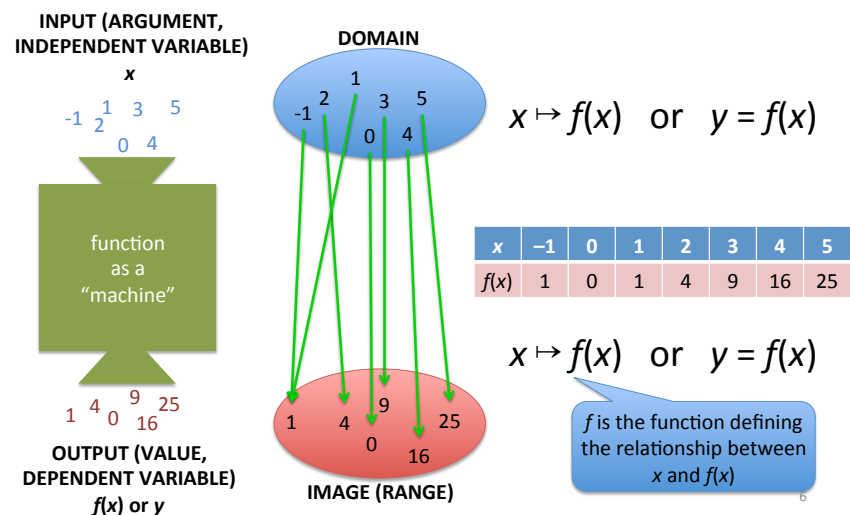 INPUT (ARGUMENT,
INDEPENDENT VARIABLE)
x
-1 2 1 3 5
0 4
function
as a
“machine”
1 4 0 9 16 25
OUTPUT (VALUE,
DEPENDENT VARIABLE)
f(x) or y
DOMAIN
-1 2 1 3 5
0 4
1 4 9 25
0 16
IMAGE (RANGE)
x ↦ f(x) or y = f(x)
x –1 0 1 2 3 4 5
f(x) 1 0 1 4 9 16 25
x ↦ f(x) or y = f(x)
f is the function defining
the relationship between
x and f(x)
6